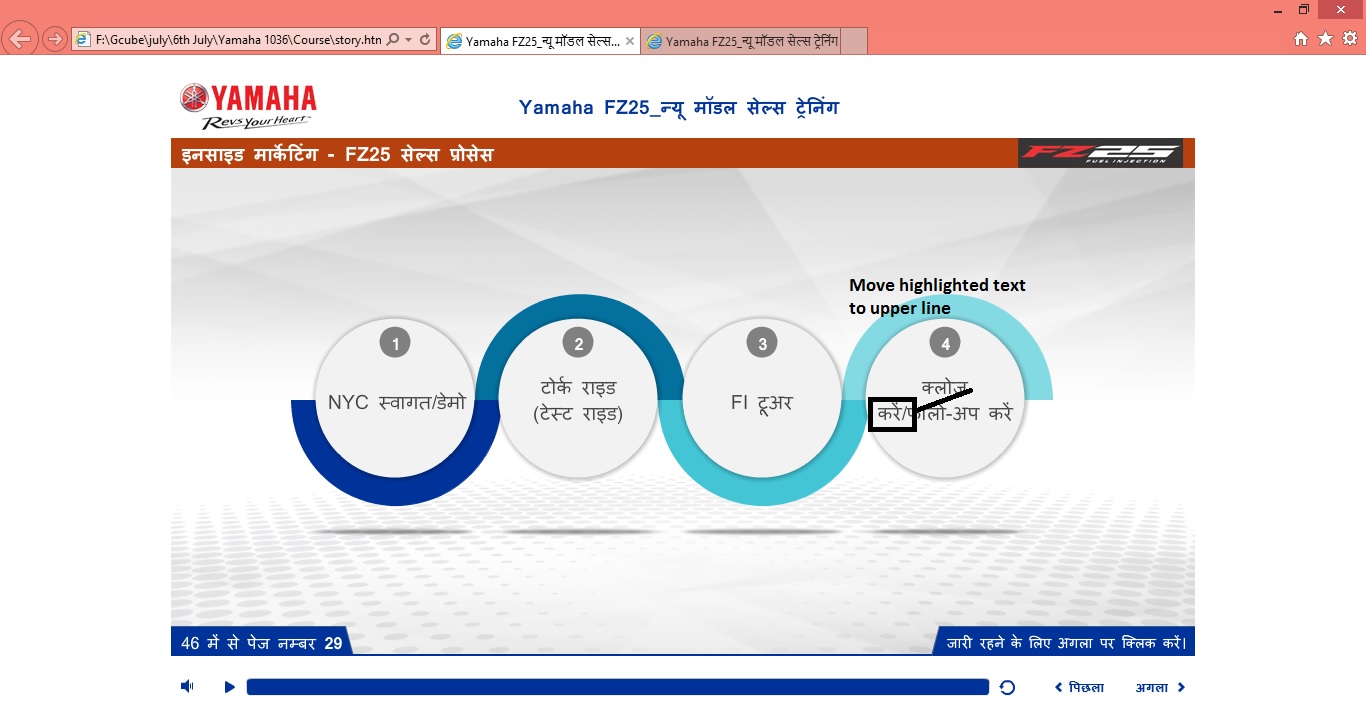 F:\Gcube\july\6th July\Yamaha 1036\Course\story.htn
Yamaha FZ25_न्यू मॉडल सेल्स...
Yamaha FZ25_न्यू मॉडल सेल्स ट्रेनिंग
YAMAHA
Revs Your Heart
Yamaha FZ25_न्यू मॉडल सेल्स ट्रेनिंग
इनसाइड मार्केटिंग - FZ25 सेल्स प्रोसेस
FZ25
FUEL INJECTION
Move highlighted text
to upper line
1
NYC स्वागत/डेमो
2
टोर्क राइड
(टेस्ट राइड)
3
FI टूअर
4
क्लोज़
करें/फॉलो-अप करें
46 में से पेज नम्बर 29
जारी रहने के लिए अगला पर क्लिक करें।
पिछला
अगला